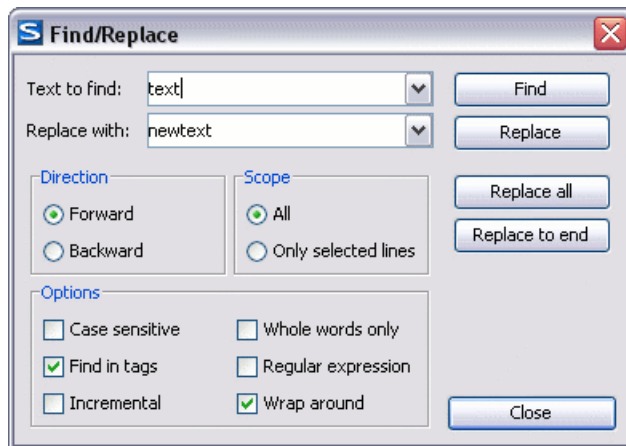 S Find/Replace
Text to find: text Find
Replace with: newtext Replace
Direction Scope Replace all
Forward All
Backward Only selected lines Replace to end
Options
Case sensitive Whole words only
Find in tags Regular expression
Incremental Wrap around Close